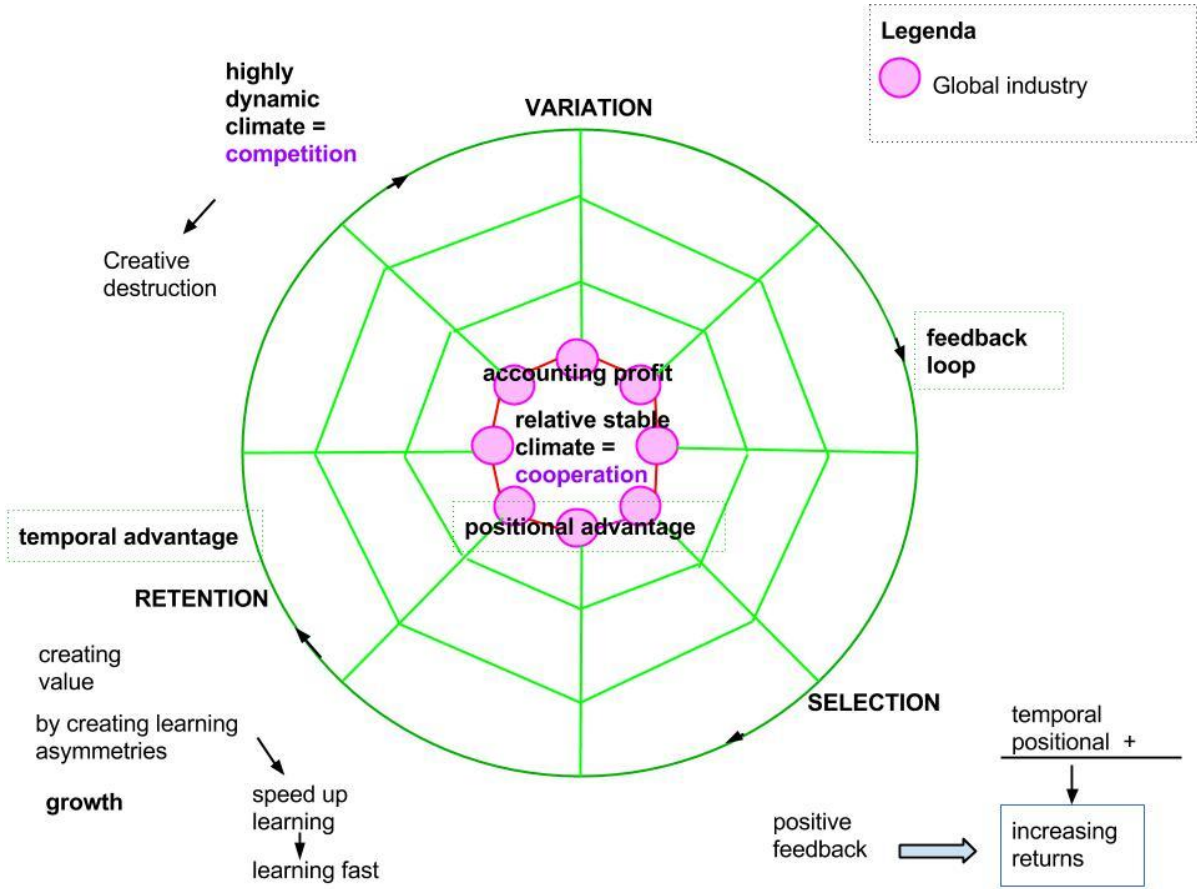 Legenda
Global industry
highly
dynamic
climate =
competition
VARIATION
Creative
destruction
feedback
loop
accounting profit
relative stable
climate =
cooperation
positional advantage
temporal advantage
RETENTION
creating
value
by creating learning
asymmetries
growth
speed up
learning
learning fast
SELECTION
temporal
positional +
positive
feedback
increasing
returns